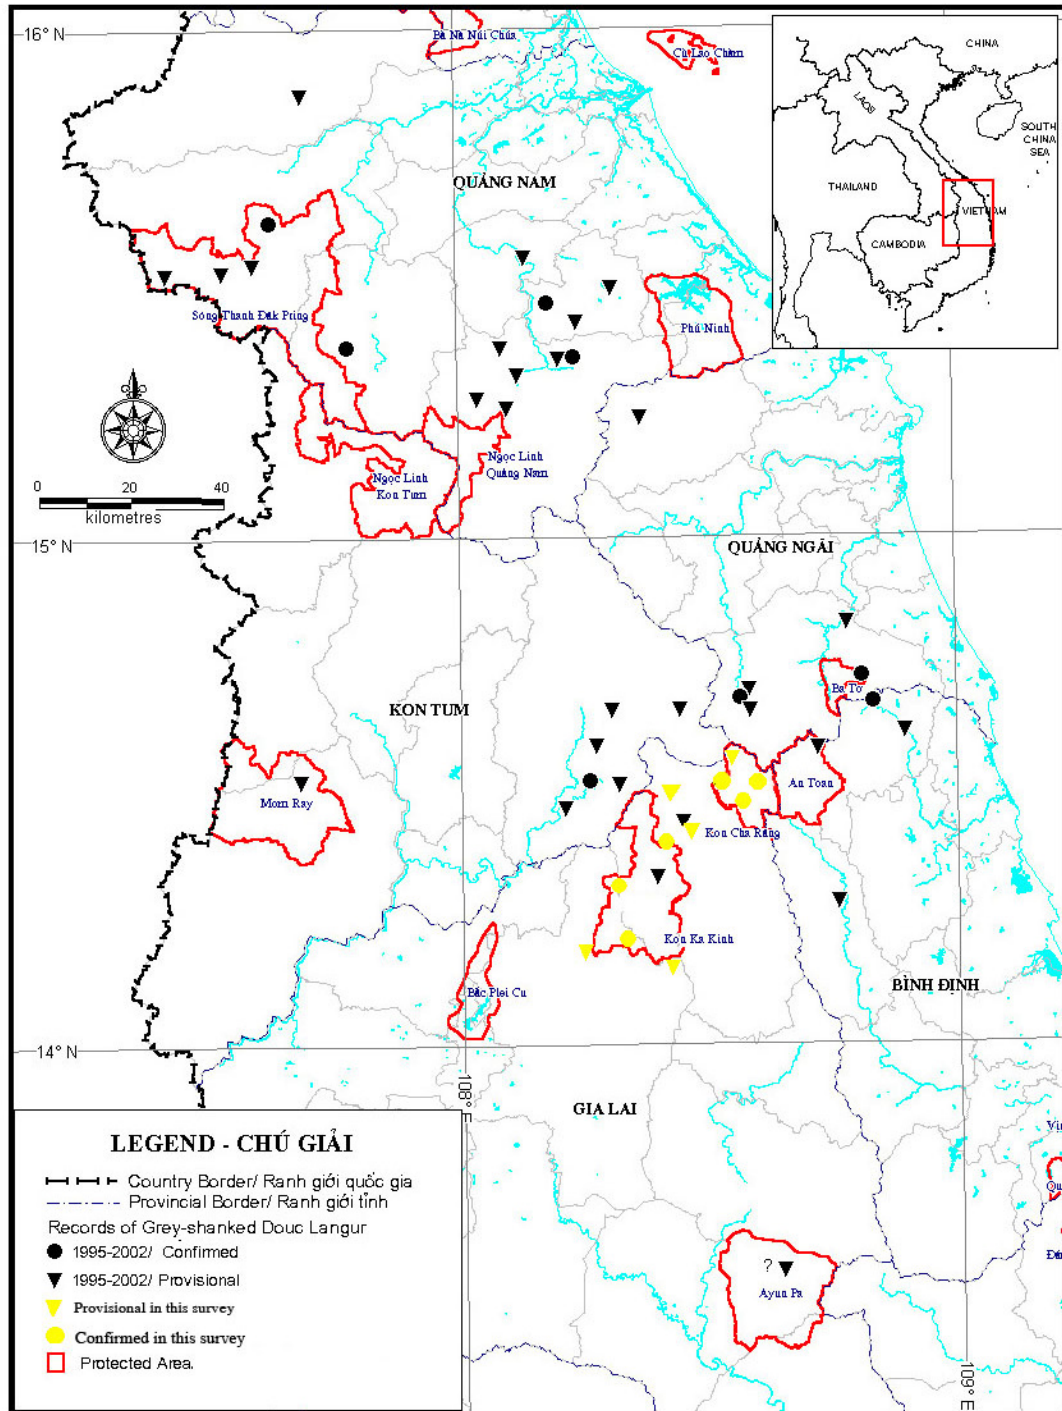 16° N
Bà Nà Núi Chúa
Cù Lao Chàm
CHINA
LAOS
SOUTH
CHINA
SEA
THAILAND
VIETNAM
CAMBODIA
QUẢNG NAM
Sông Thanh Đăk Pring
Phú Ninh
Ngọc Linh
Quảng Nam
Ngọc Linh
Kon Tum
0 20 40
kilometres
15° N
QUẢNG NGÃI
Ba Tơ
KON TUM
Mom Ray
An Toan
Kon Cha Răng
Kon Ka Kinh
Bắc Plei Cu
BÌNH ĐỊNH
14° N
108° E
GIA LAI
?
Ayun Pa
109° E
LEGEND - CHÚ GIẢI
Country Border/ Ranh giới quốc gia
Provincial Border/ Ranh giới tỉnh
Records of Grey-shanked Douc Langur
1995-2002/ Confirmed
1995-2002/ Provisional
Provisional in this survey
Confirmed in this survey
Protected Area.